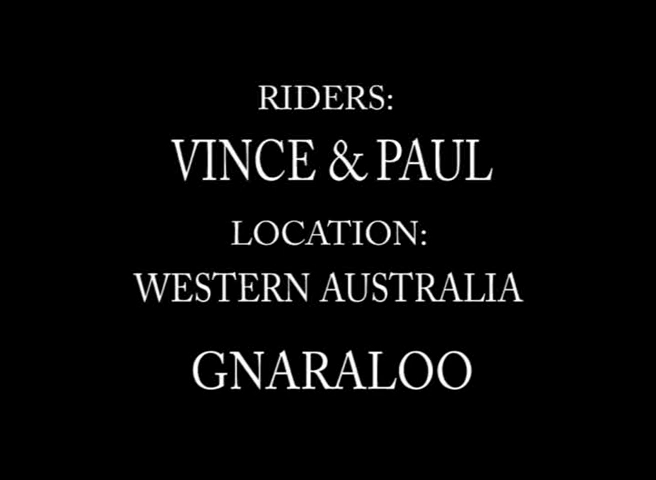 RIDERS:
VINCE & PAUL
LOCATION:
WESTERN AUSTRALIA
GNARALOO